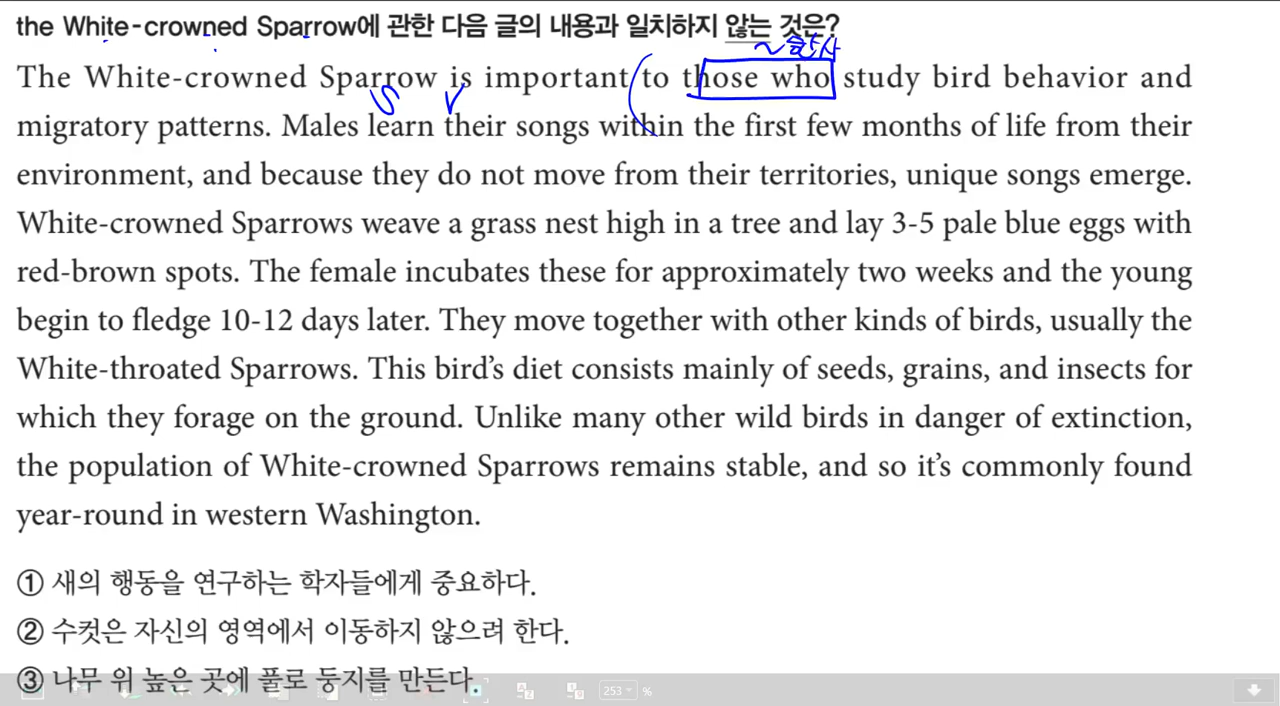 the White-crowned Sparrow에 관한 다음 글의 내용과 일치하지 않는 것은?
~한 사
The White-crowned Sparrow is important to those who study bird behavior and
S V
migratory patterns. Males learn their songs within the first few months of life from their
environment, and because they do not move from their territories, unique songs emerge.
White-crowned Sparrows weave a grass nest high in a tree and lay 3-5 pale blue eggs with
red-brown spots. The female incubates these for approximately two weeks and the young
begin to fledge 10-12 days later. They move together with other kinds of birds, usually the
White-throated Sparrows. This bird's diet consists mainly of seeds, grains, and insects for
which they forage on the ground. Unlike many other wild birds in danger of extinction,
the population of White-crowned Sparrows remains stable, and so it's commonly found
year-round in western Washington.
① 새의 행동을 연구하는 학자들에게 중요하다.
② 수컷은 자신의 영역에서 이동하지 않으려 한다.
③ 나무 위 높은 곳에 풀로 둥지를 만든다.
253 %